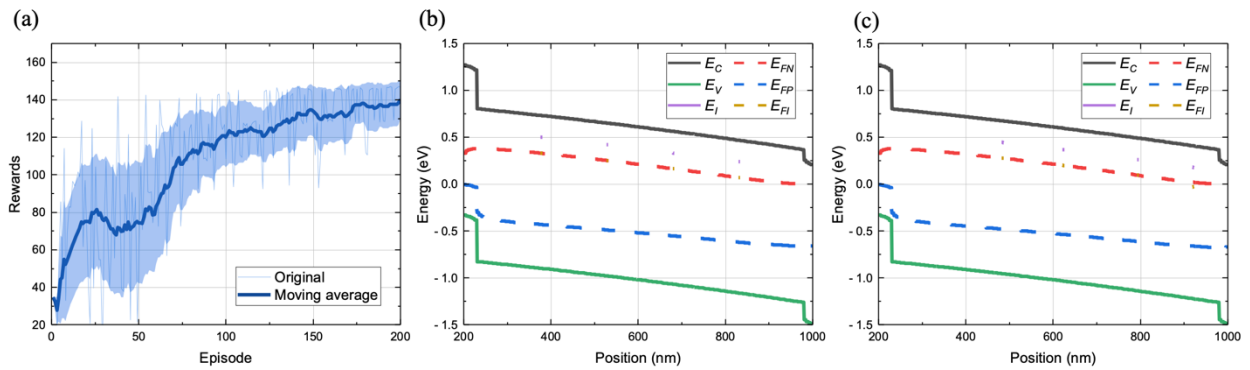 (a)
160
140
120
100
80
60
40
20
Rewards
0
50
100
150
200
Episode
Original
Moving average
(b)
1.5
1.0
0.5
0.0
- 0.5
- 1.0
- 1.5
Energy (eV)
200
400
600
800
1000
Position (nm)
E_C E_FN
E_V E_FP
E_I E_FI
(c)
1.5
1.0
0.5
0.0
- 0.5
- 1.0
- 1.5
Energy (eV)
200
400
600
800
1000
Position (nm)
E_C E_FN
E_V E_FP
E_I E_FI